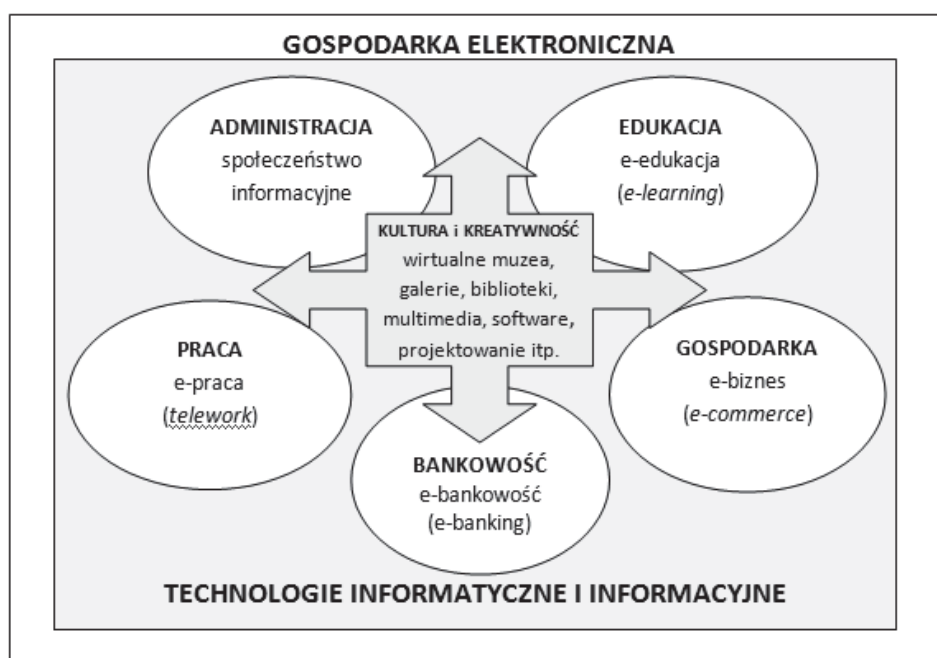 GOSPODARKA ELEKTRONICZNA
ADMINISTRACJA
społeczeństwo
informacyjne
EDUKACJA
e-edukacja
(e-learning)
KULTURA i KREATYWNOŚĆ
wirtualne muzea,
galerie, biblioteki,
multimedia, software,
projektowanie itp.
PRACA
e-praca
(telework)
GOSPODARKA
e-biznes
(e-commerce)
BANKOWOŚĆ
e-bankowość
(e-banking)
TECHNOLOGIE INFORMATYCZNE I INFORMACYJNE